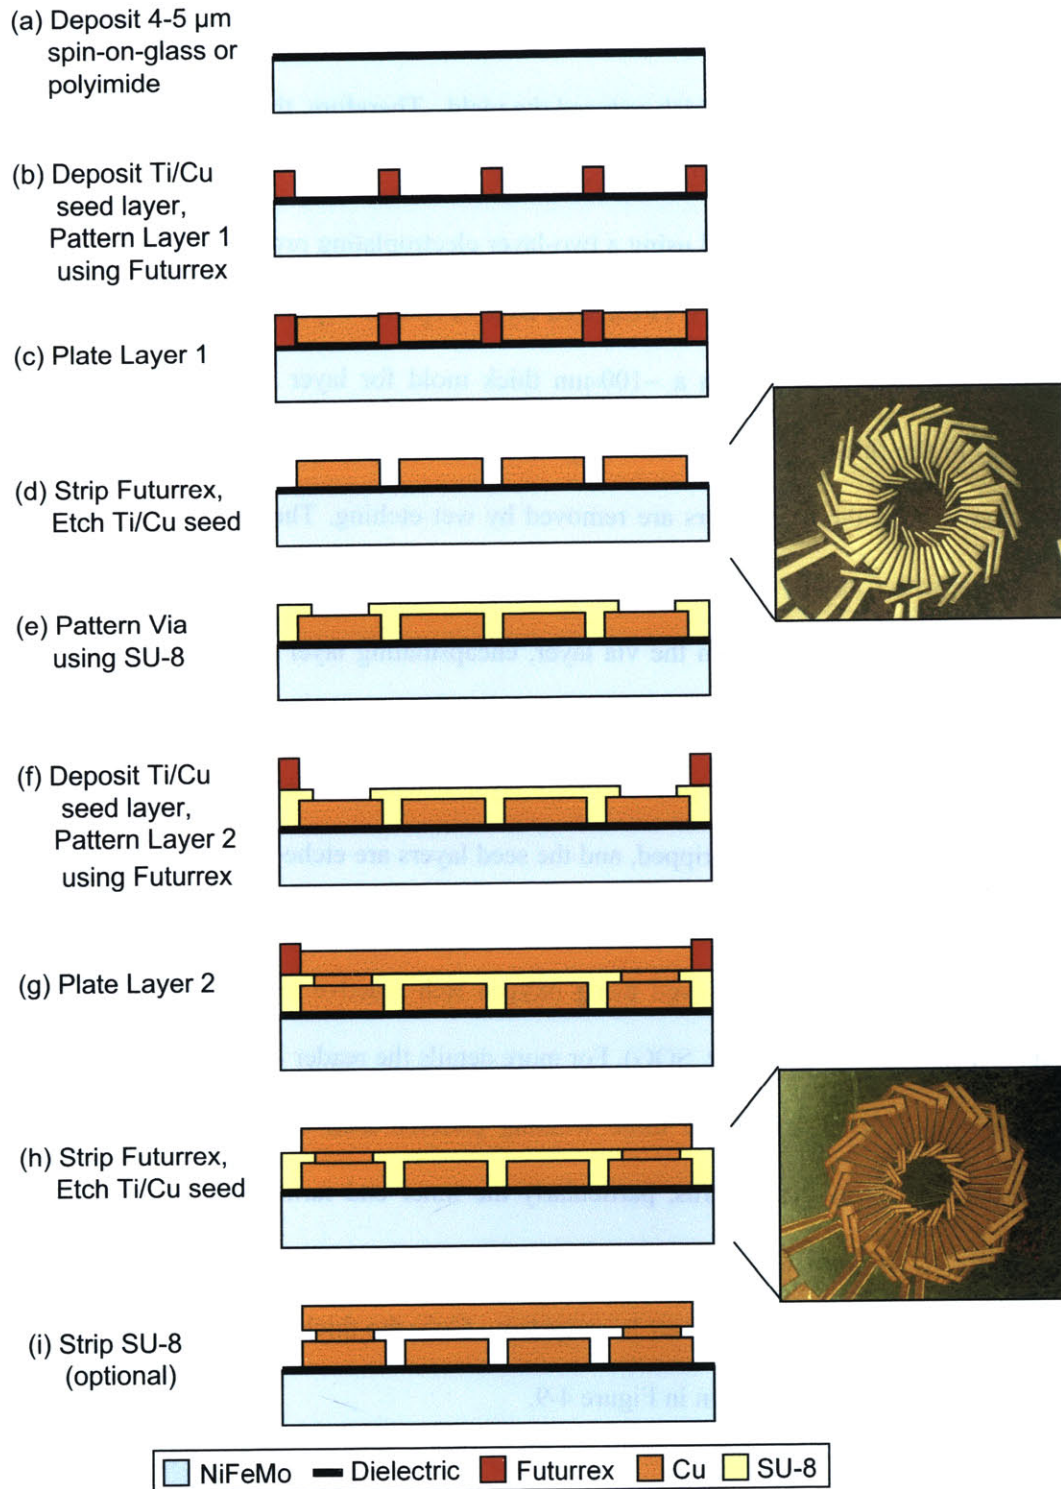 (a) Deposit 4-5 µm
spin-on-glass or
polyimide
(b) Deposit Ti/Cu
seed layer,
Pattern Layer 1
using Futurrex
(c) Plate Layer 1
(d) Strip Futurrex,
Etch Ti/Cu seed
(e) Pattern Via
using SU-8
(f) Deposit Ti/Cu
seed layer,
Pattern Layer 2
using Futurrex
(g) Plate Layer 2
(h) Strip Futurrex,
Etch Ti/Cu seed
(i) Strip SU-8
(optional)
NiFeMo Dielectric Futurrex Cu SU-8